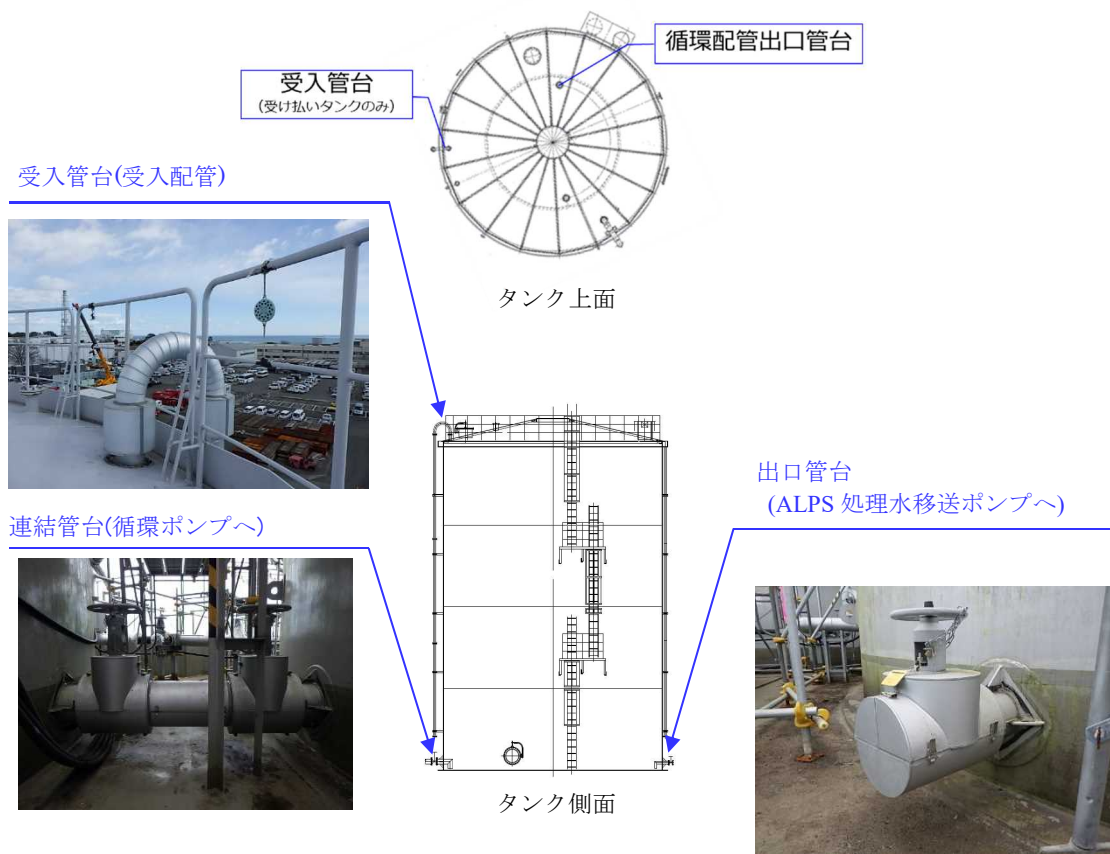 循環配管出口管台
受入管台
(受け払いタンクのみ)
受入管台(受入配管)
タンク上面
出口管台
(ALPS 処理水移送ポンプへ)
連結管台(循環ポンプへ)
タンク側面